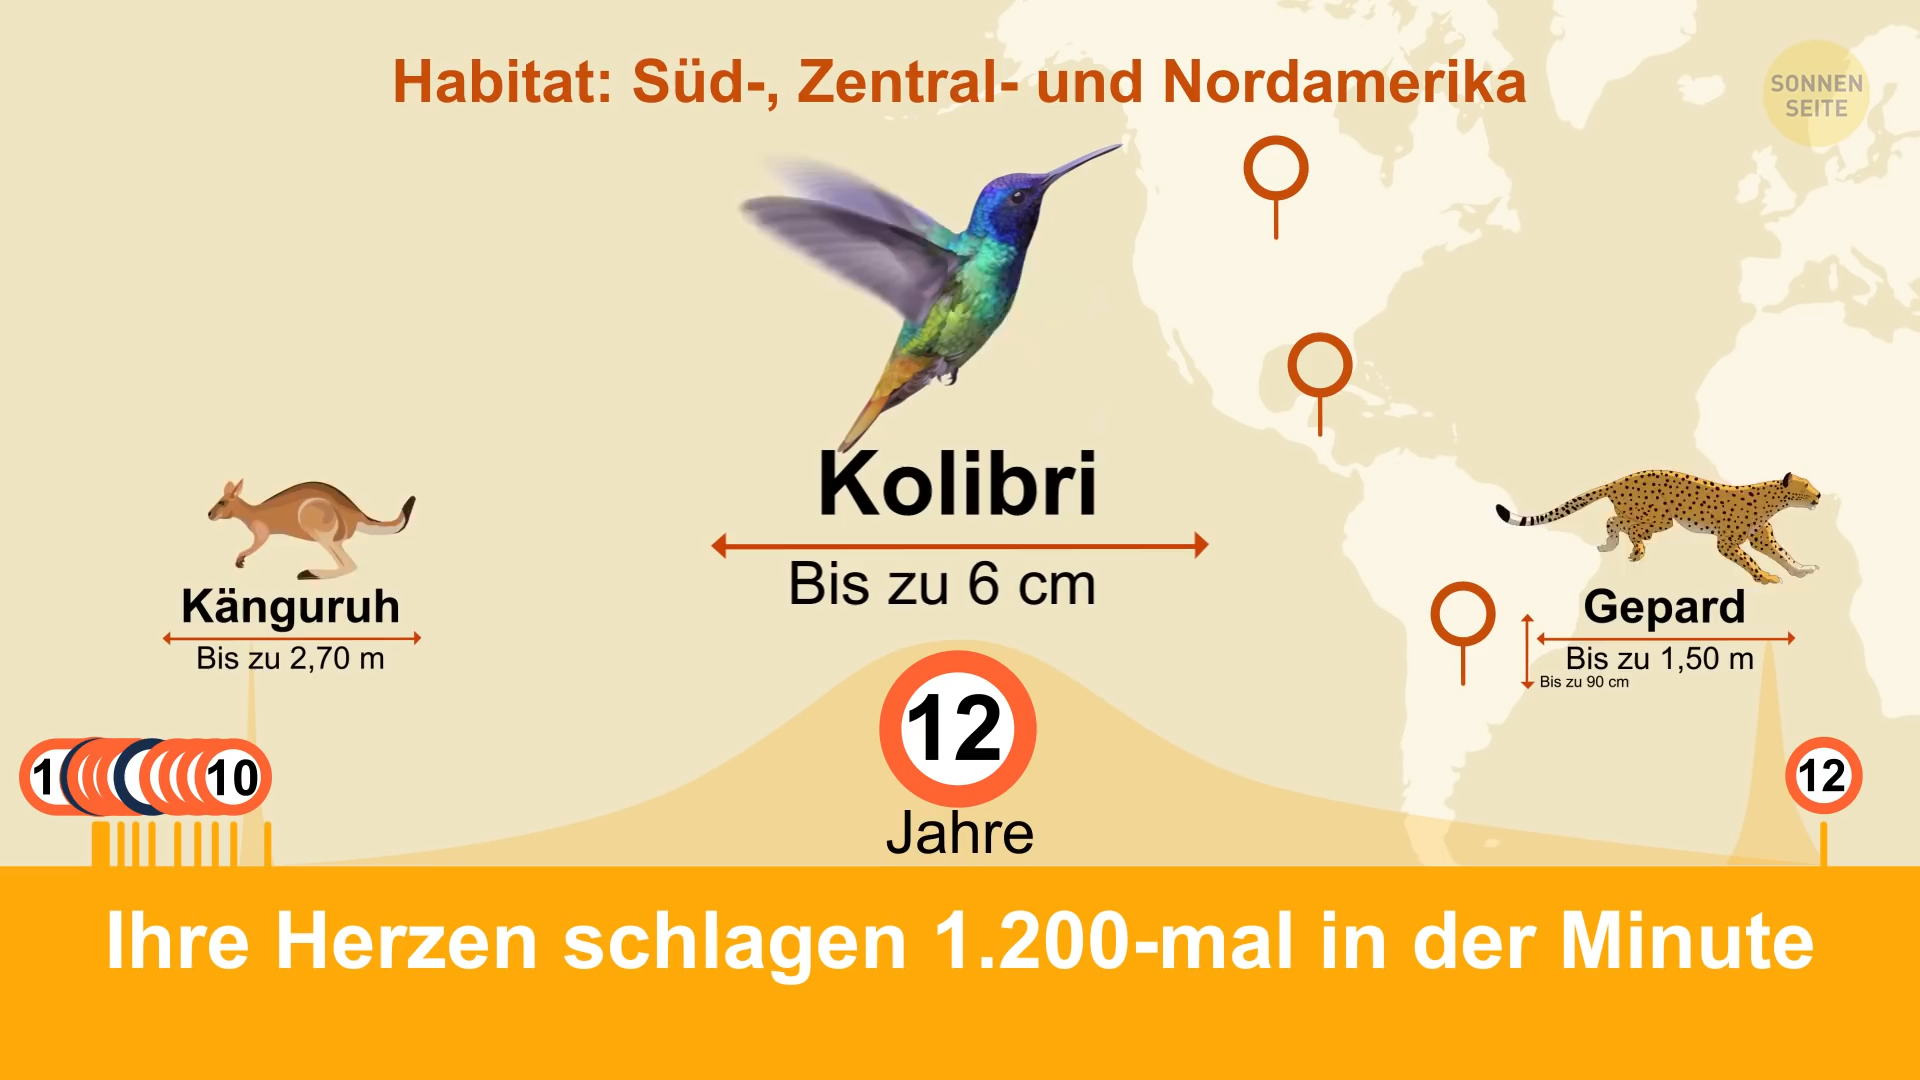 Habitat: Süd-, Zentral- und Nordamerika
SONNEN
SEITE
Kolibri
Bis zu 6 cm
Känguruh
Bis zu 2,70 m
Gepard
Bis zu 1,50 m
Bis zu 90 cm
1
10
12
Jahre
12
Ihre Herzen schlagen 1.200-mal in der Minute